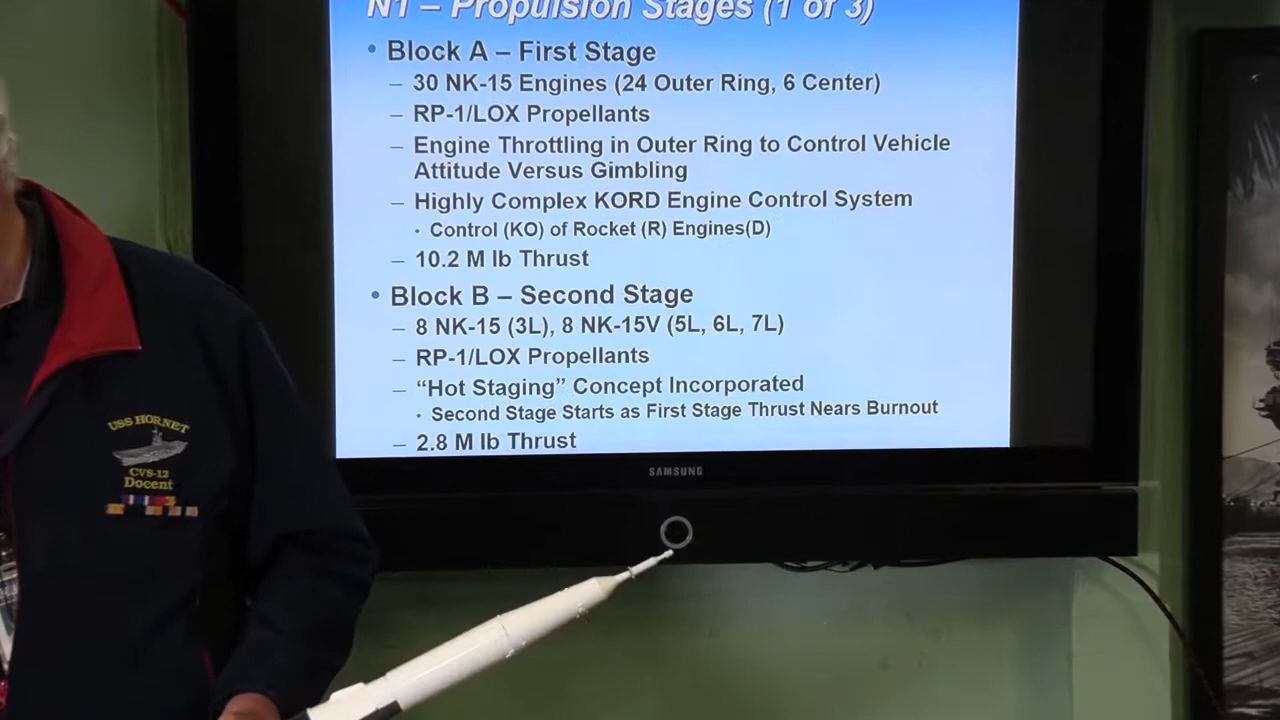 N1 – Propulsion Stages (1 of 3)
• Block A – First Stage
– 30 NK-15 Engines (24 Outer Ring, 6 Center)
– RP-1/LOX Propellants
– Engine Throttling in Outer Ring to Control Vehicle
Attitude Versus Gimbling
– Highly Complex KORD Engine Control System
• Control (KO) of Rocket (R) Engines(D)
– 10.2 M lb Thrust
• Block B – Second Stage
– 8 NK-15 (3L), 8 NK-15V (5L, 6L, 7L)
– RP-1/LOX Propellants
– “Hot Staging” Concept Incorporated
• Second Stage Starts as First Stage Thrust Nears Burnout
– 2.8 M lb Thrust
SAMSUNG
USS HORNET
CVS-12
Docent